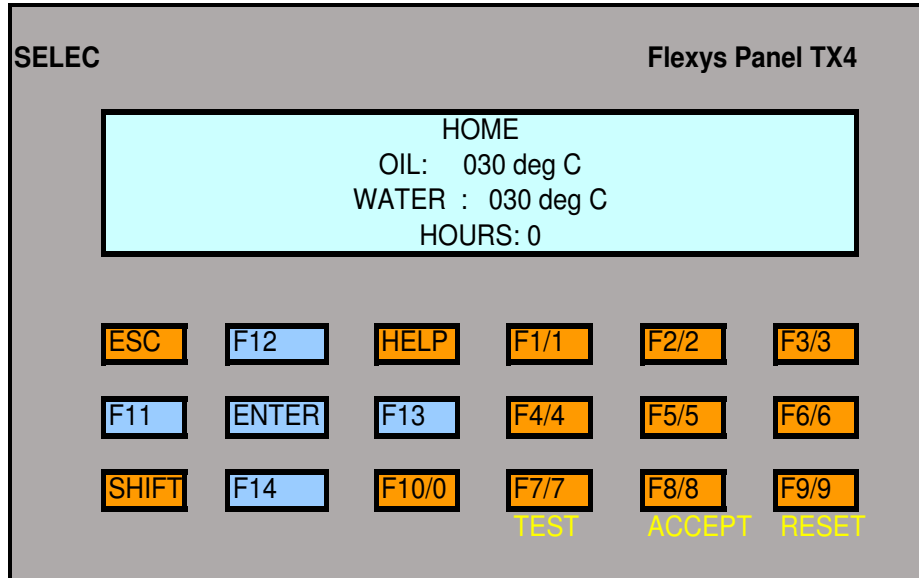 SELEC Flexys Panel TX4
HOME
OIL: 030 deg C
WATER : 030 deg C
HOURS: 0
ESC F12 HELP F1/1 F2/2 F3/3
F11 ENTER F13 F4/4 F5/5 F6/6
SHIFT F14 F10/0 F7/7 F8/8 F9/9
TEST ACCEPT RESET